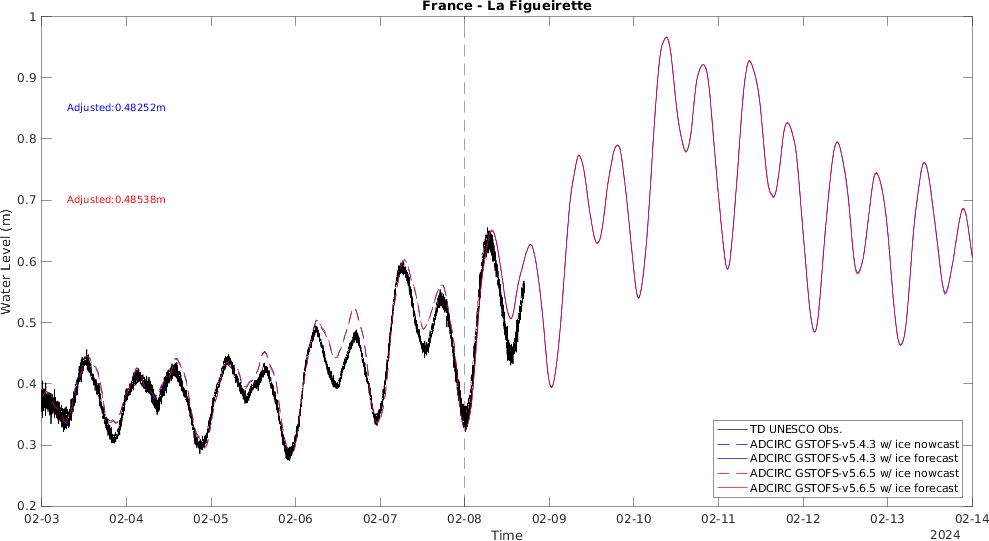 France - La Figueirette
1
0.9
0.8
0.7
0.6
0.5
0.4
0.3
0.2
Water Level (m)
Adjusted:0.48252m
Adjusted:0.48538m
TD UNESCO Obs.
ADCIRC GSTOFS-v5.4.3 w/ ice nowcast
ADCIRC GSTOFS-v5.4.3 w/ ice forecast
ADCIRC GSTOFS-v5.6.5 w/ ice nowcast
ADCIRC GSTOFS-v5.6.5 w/ ice forecast
02-03 02-04 02-05 02-06 02-07 02-08 02-09 02-10 02-11 02-12 02-13 02-14
Time
2024